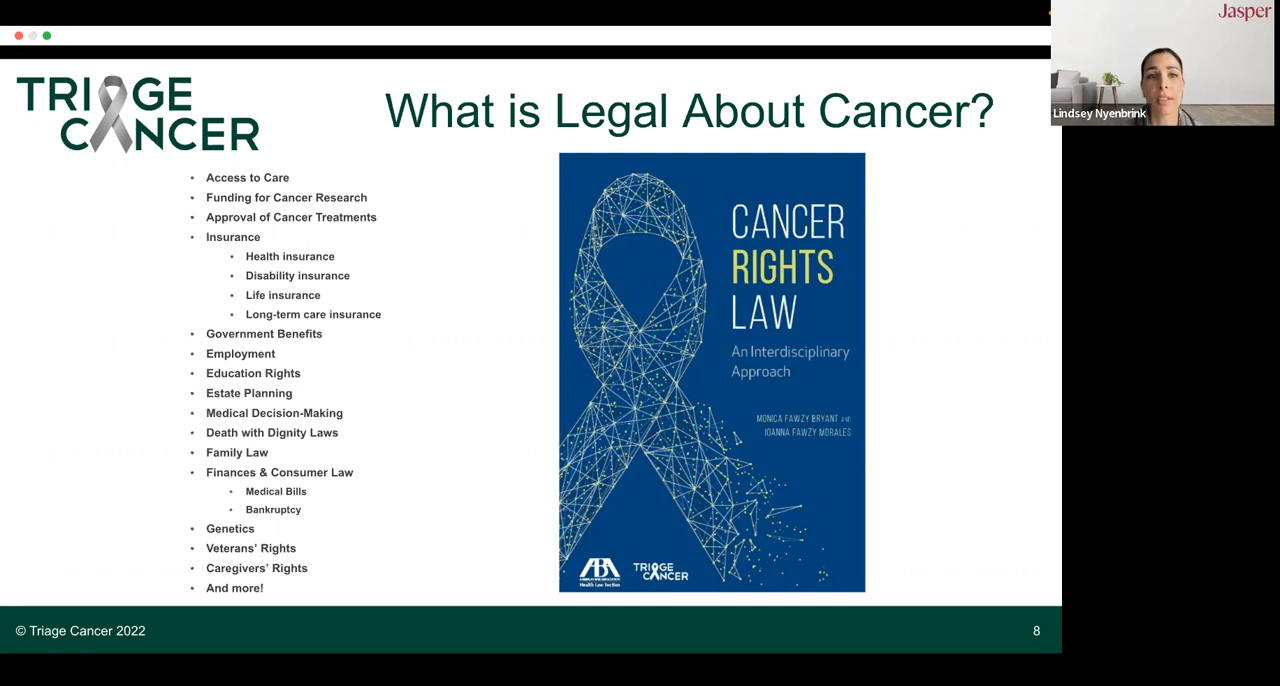 Jasper
Lindsey Nyenbrink
TRIAGE
CANCER
What is Legal About Cancer?
• Access to Care
• Funding for Cancer Research
• Approval of Cancer Treatments
• Insurance
• Health insurance
• Disability insurance
• Life insurance
• Long-term care insurance
• Government Benefits
• Employment
• Education Rights
• Estate Planning
• Medical Decision-Making
• Death with Dignity Laws
• Family Law
• Finances & Consumer Law
• Medical Bills
• Bankruptcy
• Genetics
• Veterans' Rights
• Caregivers' Rights
• And more!
CANCER
RIGHTS
LAW
An Interdisciplinary
Approach
MONICA FAWZY BRYANT AND
JOANNA FAWZY MORALES
ABA
AMERICAN BAR ASSOCIATION
Health Law Section
TRIAGE
CANCER
© Triage Cancer 2022
8